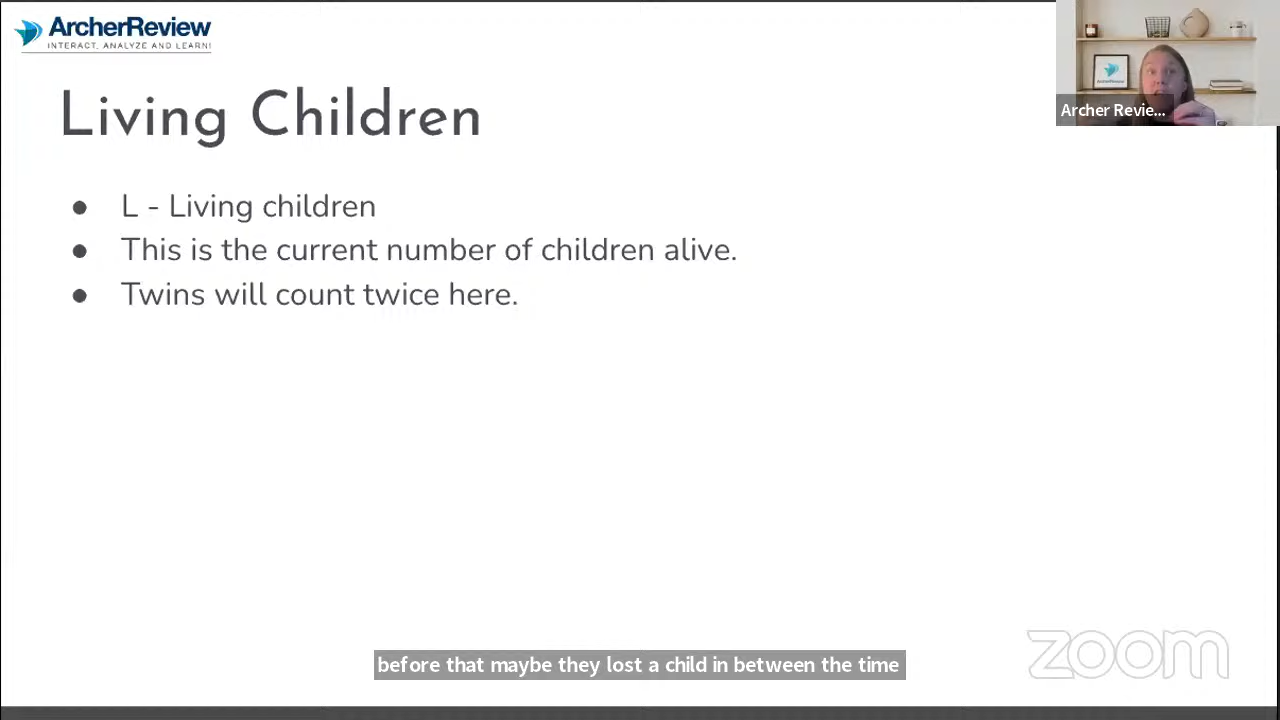 ArcherReview
INTERACT, ANALYZE AND LEARN!
Archer Revie...
Living Children
● L - Living children
● This is the current number of children alive.
● Twins will count twice here.
before that maybe they lost a child in between the time
zoom